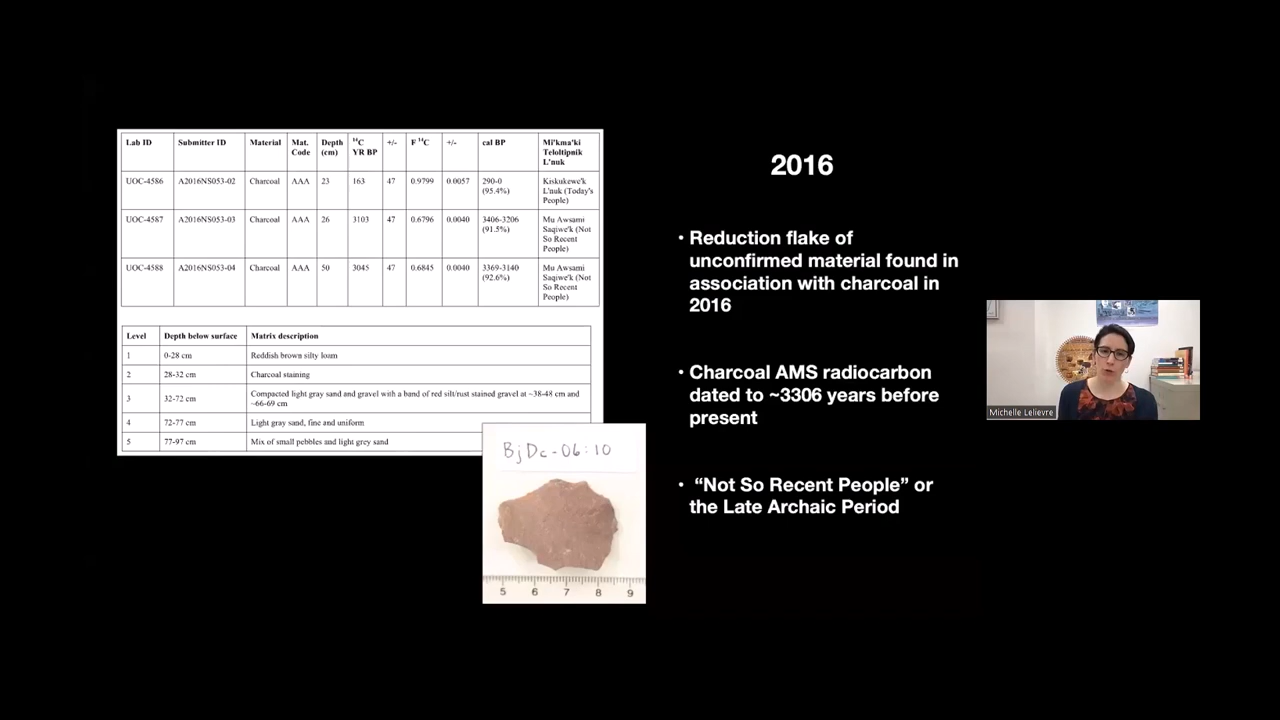 Lab ID Submitter ID Material Mat. Code Depth (cm) 14C YR BP +/- F 14C +/- cal BP Mi'kma'ki Teloltipnik L'nuk
UOC-4586 A2016NS053-02 Charcoal AAA 23 163 47 0.9799 0.0057 290-0 (95.4%) Kiskukewe'k L'nuk (Today's People)
UOC-4587 A2016NS053-03 Charcoal AAA 26 3103 47 0.6796 0.0040 3406-3206 (91.5%) Mu Awsami Saqiwe'k (Not So Recent People)
UOC-4588 A2016NS053-04 Charcoal AAA 50 3045 47 0.6845 0.0040 3369-3140 (92.6%) Mu Awsami Saqiwe'k (Not So Recent People)
Level Depth below surface Matrix description
1 0-28 cm Reddish brown silty loam
2 28-32 cm Charcoal staining
3 32-72 cm Compacted light gray sand and gravel with a band of red silt/rust stained gravel at ~38-48 cm and ~66-69 cm
4 72-77 cm Light gray sand, fine and uniform
5 77-97 cm Mix of small pebbles and light grey sand
BjDc-06:10
5 6 7 8 9
2016
• Reduction flake of
unconfirmed material found in
association with charcoal in
2016
• Charcoal AMS radiocarbon
dated to ~3306 years before
present
• “Not So Recent People” or
the Late Archaic Period
Michelle Lelievre